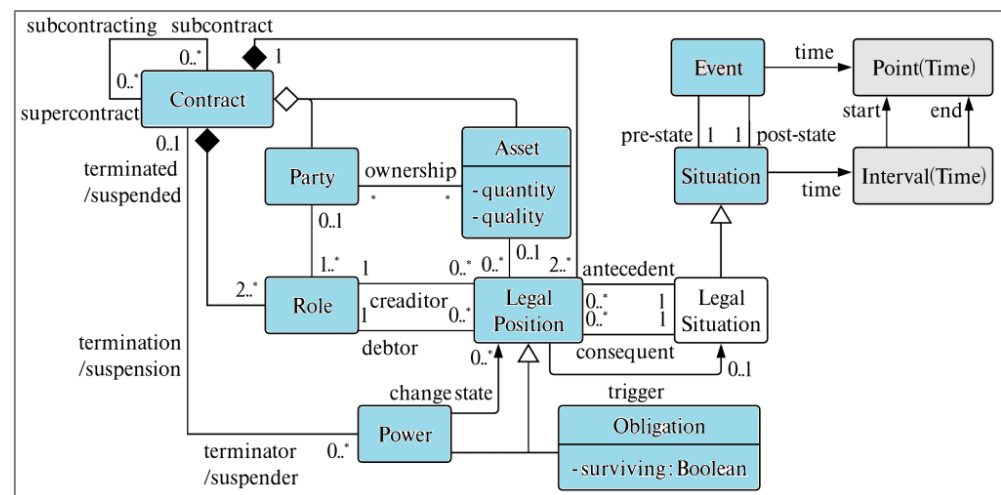 subcontracting subcontract
0..*
1
0..*
Contract
supercontract
0..1
terminated
/suspended
Event
time
Point(Time)
start
end
pre-state
1
1
post-state
Asset
- quantity
- quality
Party
ownership
*
*
Situation
time
Interval(Time)
0..1
0..1
1..*
1
0..*
0..*
2..*
antecedent
2..*
Role
creaditor
Legal
Position
0..*
1
Legal
Situation
1
0..*
0..*
1
debtor
consequent
termination
/suspension
0..*
0..1
change state
trigger
Power
Obligation
- surviving: Boolean
terminator
/suspender
0..*